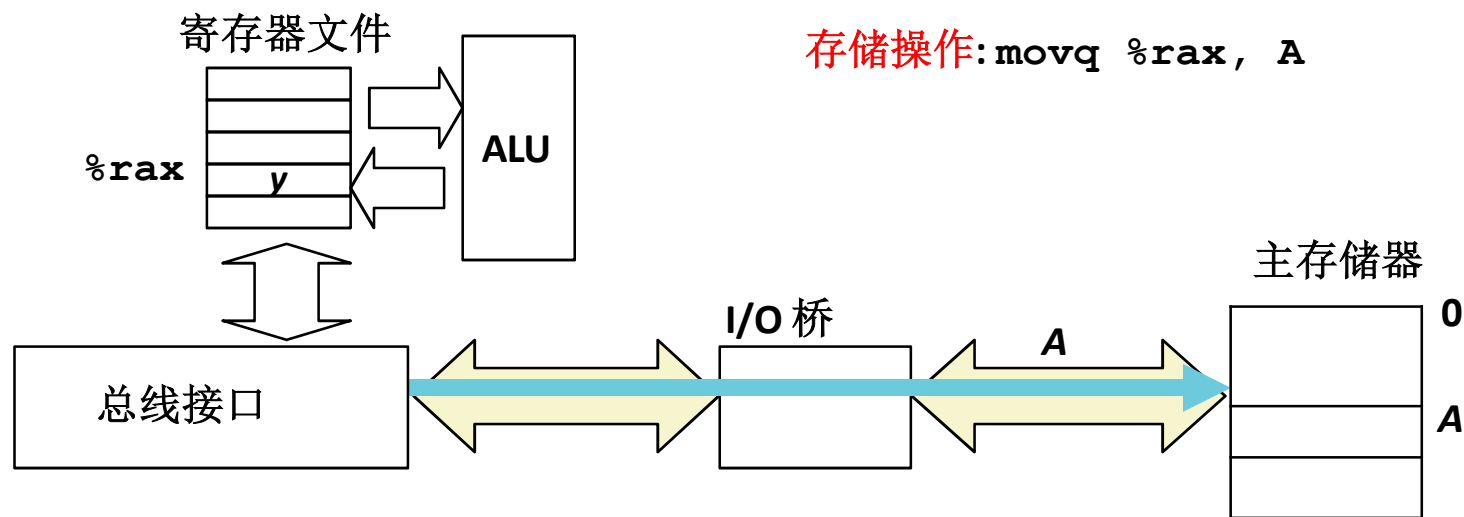 寄存器文件
存储操作:movq %rax, A
ALU
%rax
y
主存储器
I/O 桥
0
A
总线接口
A